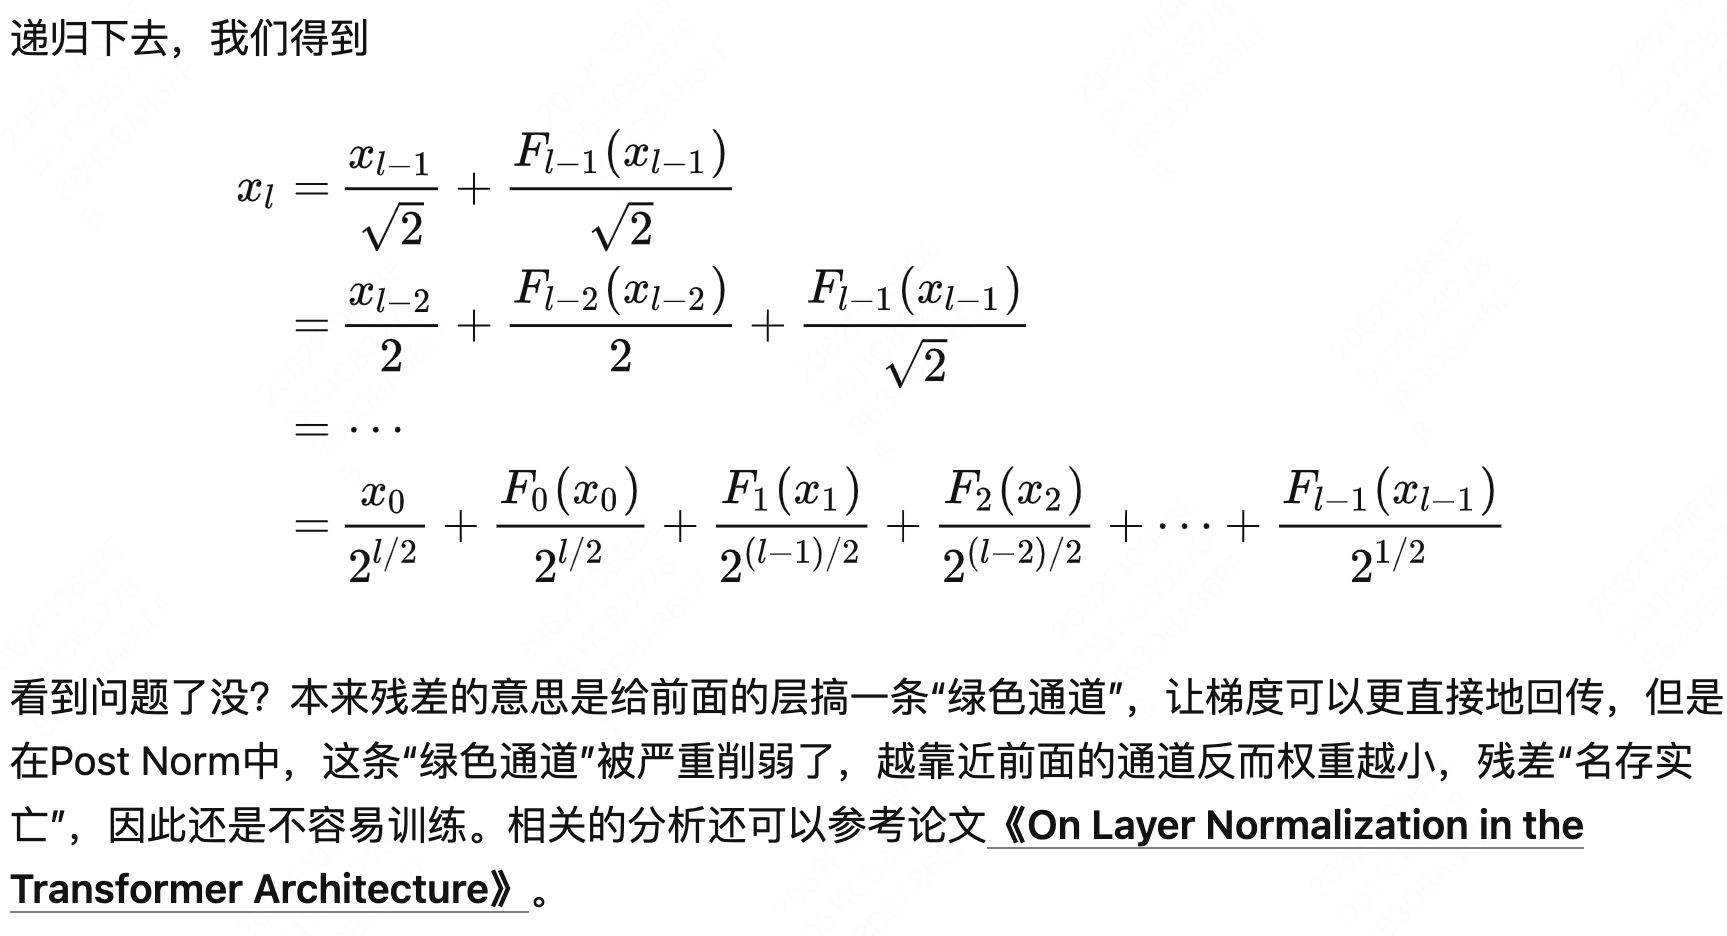 递归下去，我们得到
x_l = \frac{x_{l-1}}{\sqrt{2}} + \frac{F_{l-1}(x_{l-1})}{\sqrt{2}}
= \frac{x_{l-2}}{2} + \frac{F_{l-2}(x_{l-2})}{2} + \frac{F_{l-1}(x_{l-1})}{\sqrt{2}}
= \cdots
= \frac{x_0}{2^{l/2}} + \frac{F_0(x_0)}{2^{l/2}} + \frac{F_1(x_1)}{2^{(l-1)/2}} + \frac{F_2(x_2)}{2^{(l-2)/2}} + \cdots + \frac{F_{l-1}(x_{l-1})}{2^{1/2}}
看到问题了没？本来残差的意思是给前面的层搞一条“绿色通道”，让梯度可以更直接地回传，但是
在Post Norm中，这条“绿色通道”被严重削弱了，越靠近前面的通道反而权重越小，残差“名存实
亡”，因此还是不容易训练。相关的分析还可以参考论文《On Layer Normalization in the
Transformer Architecture》。